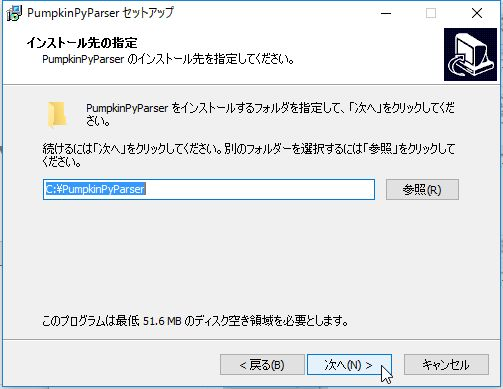 PumpkinPyParser セットアップ
インストール先の指定
PumpkinPyParser のインストール先を指定してください。
PumpkinPyParser をインストールするフォルダを指定して、「次へ」をクリックしてくだ
さい。
続けるには「次へ」をクリックしてください。別のフォルダーを選択するには「参照」をクリックして
ください。
C:¥PumpkinPyParser
参照(R)
このプログラムは最低 51.6 MB のディスク空き領域を必要とします。
< 戻る(B)
次へ(N) >
キャンセル